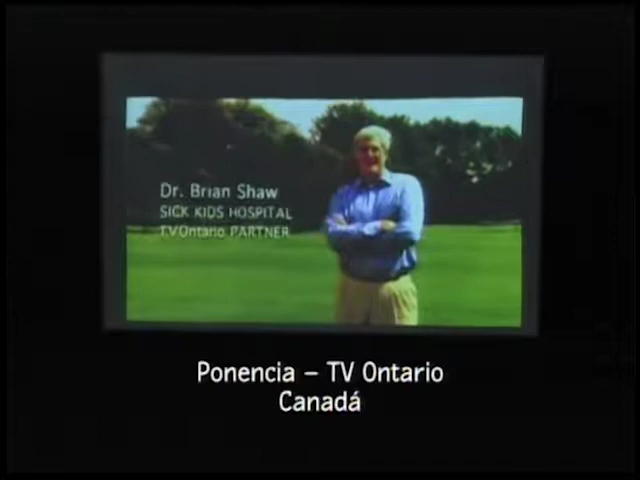 Dr. Brian Shaw
SICK KIDS HOSPITAL
TVOntario PARTNER
Ponencia – TV Ontario
Canadá